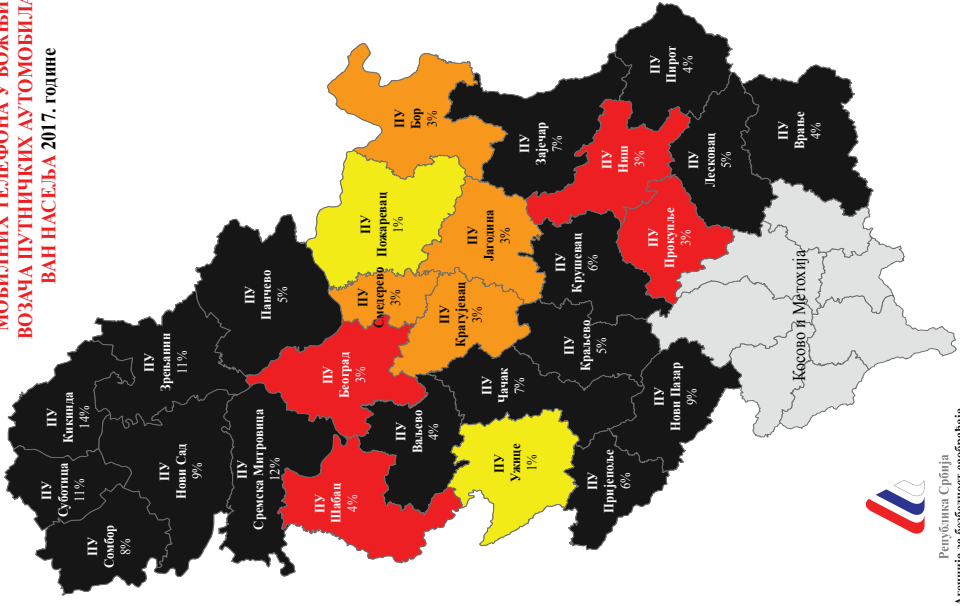 МОБИЛНИХ ТЕЛЕФОНА У ВОЖЊИ
ВОЗАЧА ПУТНИЧКИХ АУТОМОБИЛА
ВАН НАСЕЉА 2017. године
ПУ
Сомбор
8%
ПУ
Суботица
11%
ПУ
Кикинда
14%
ПУ
Нови Сад
9%
ПУ
Зрењанин
11%
ПУ
Сремска Митровица
12%
ПУ
Панчево
5%
ПУ
Шабац
4%
ПУ
Београд
3%
ПУ
Ваљево
4%
ПУ
Смедерево
3%
ПУ
Пожаревац
1%
ПУ
Бор
3%
ПУ
Крагујевац
3%
ПУ
Јагодина
3%
ПУ
Зајечар
7%
ПУ
Ужице
1%
ПУ
Чачак
7%
ПУ
Краљево
5%
ПУ
Крушевац
6%
ПУ
Ниш
3%
ПУ
Пирот
4%
ПУ
Пријепоље
6%
ПУ
Нови Пазар
9%
ПУ
Прокупље
3%
ПУ
Лесковац
5%
ПУ
Врање
4%
Косово и Метохија
Република Србија
Агенција за безбедност саобраћаја